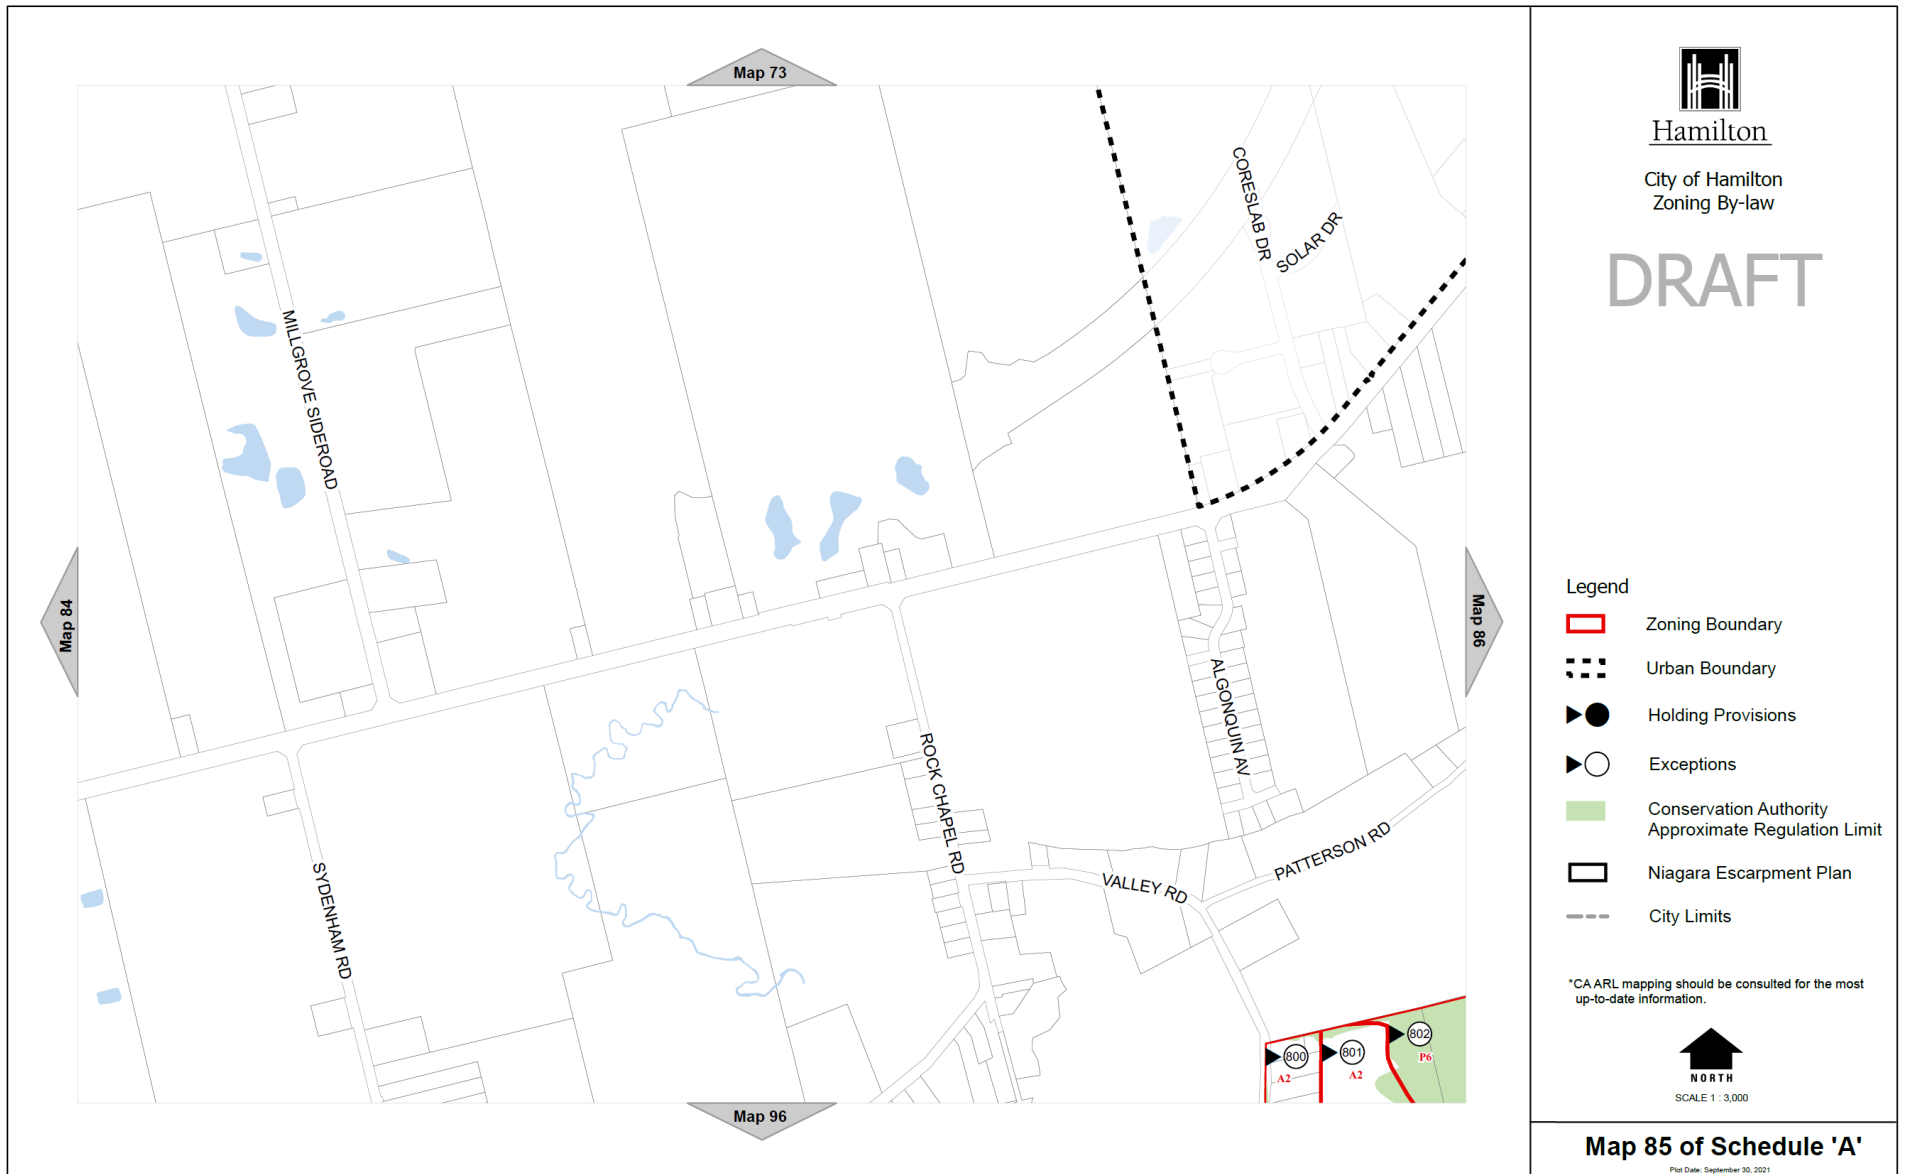 Map 73
Map 84
Map 86
Map 96
MILLGROVE SIDEROAD
CORESLAB DR
SOLAR DR
ALGONQUIN AV
ROCK CHAPEL RD
SYDENHAM RD
VALLEY RD
PATTERSON RD
800
A2
801
A2
802
P6
Hamilton
City of Hamilton
Zoning By-law
DRAFT
Legend
Zoning Boundary
Urban Boundary
Holding Provisions
Exceptions
Conservation Authority
Approximate Regulation Limit
Niagara Escarpment Plan
City Limits
*CA ARL mapping should be consulted for the most
up-to-date information.
NORTH
SCALE 1 : 3,000
Map 85 of Schedule 'A'
Plot Date: September 30, 2021